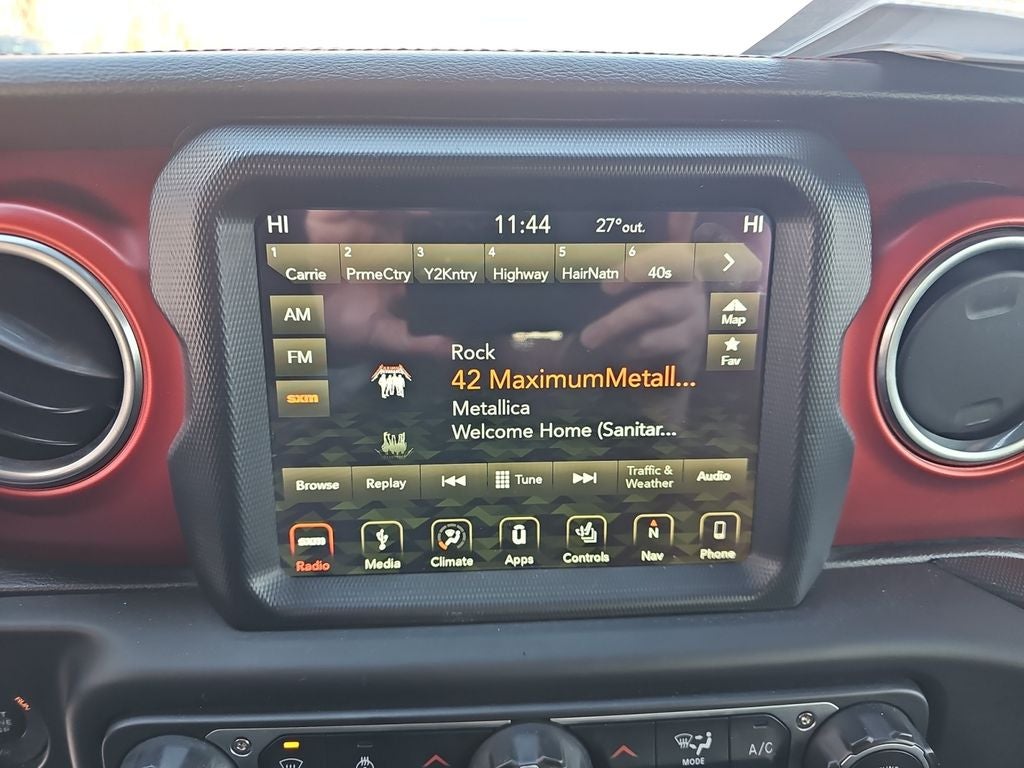 HI 11:44 27°out. HI
1 Carrie 2 PrmeCtry 3 Y2Kntry 4 Highway 5 HairNatn 6 40s
AM
Map
FM
Fav
sxm
Rock
42 MaximumMetall...
Metallica
Welcome Home (Sanitar...
Browse Replay Tune Traffic & Weather Audio
sxm N
Radio Media Climate Apps Controls Nav Phone
RUN
MODE A/C